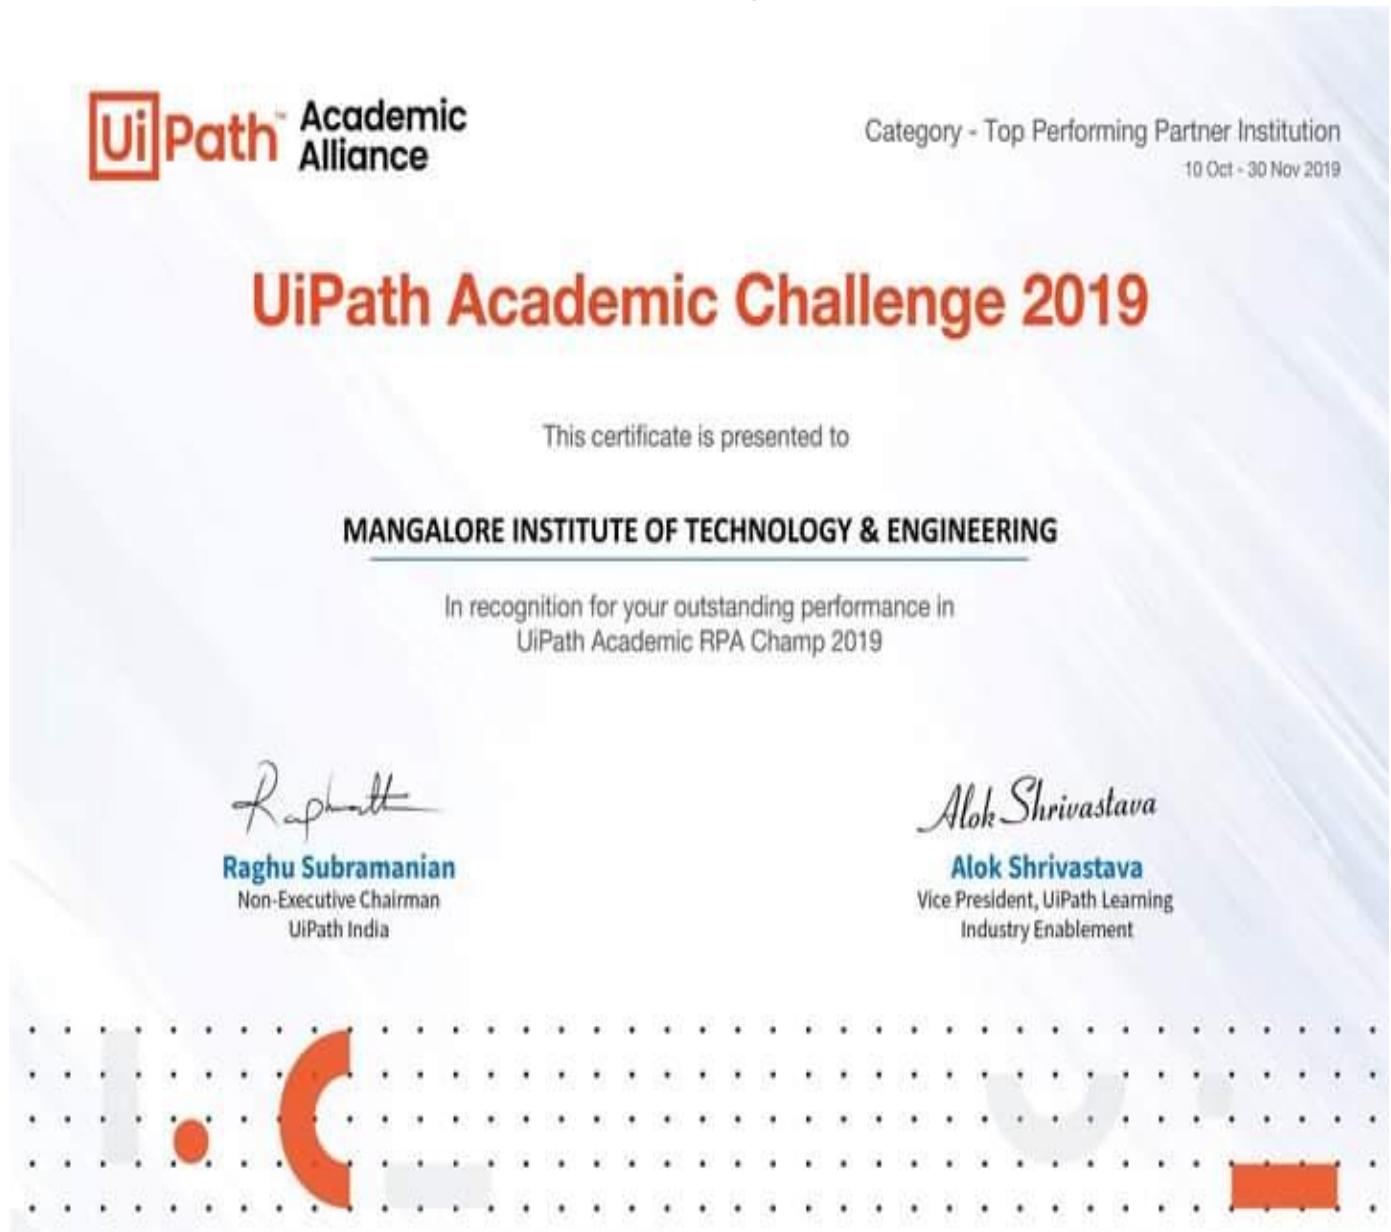 UiPath™ Academic Alliance
Category - Top Performing Partner Institution
10 Oct - 30 Nov 2019
UiPath Academic Challenge 2019
This certificate is presented to
MANGALORE INSTITUTE OF TECHNOLOGY & ENGINEERING
In recognition for your outstanding performance in
UiPath Academic RPA Champ 2019
Alok Shrivastava
Raghu Subramanian
Non-Executive Chairman
UiPath India
Alok Shrivastava
Vice President, UiPath Learning
Industry Enablement